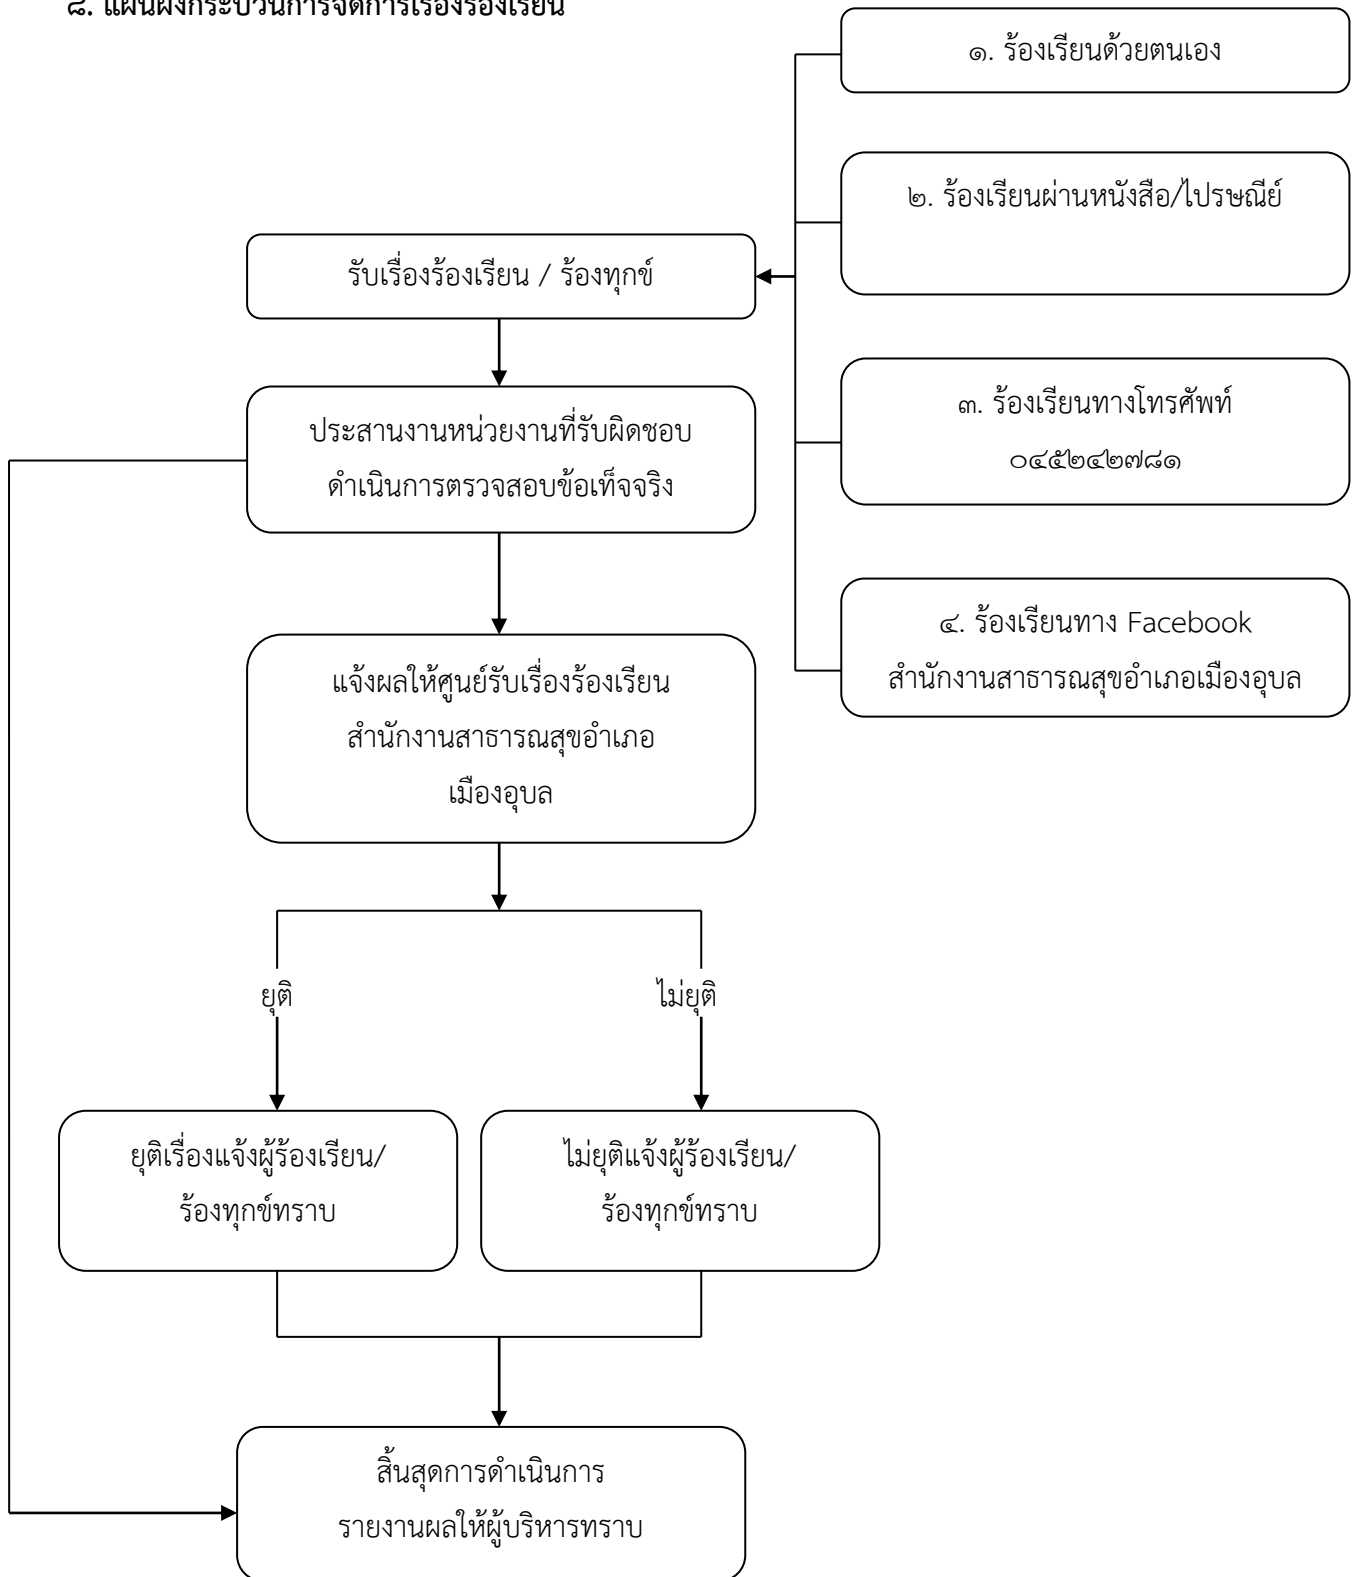 ๘. แผนผังกระบวนการจัดการเรื่องร้องเรียน
๑. ร้องเรียนด้วยตนเอง
๒. ร้องเรียนผ่านหนังสือ/ไปรษณีย์
รับเรื่องร้องเรียน / ร้องทุกข์
๓. ร้องเรียนทางโทรศัพท์
๐๔๕๒๔๒๗๘๑
ประสานงานหน่วยงานที่รับผิดชอบ
ดำเนินการตรวจสอบข้อเท็จจริง
๔. ร้องเรียนทาง Facebook
สำนักงานสาธารณสุขอำเภอเมืองอุบล
แจ้งผลให้ศูนย์รับเรื่องร้องเรียน
สำนักงานสาธารณสุขอำเภอ
เมืองอุบล
ยุติ
ไม่ยุติ
ยุติเรื่องแจ้งผู้ร้องเรียน/
ร้องทุกข์ทราบ
ไม่ยุติแจ้งผู้ร้องเรียน/
ร้องทุกข์ทราบ
สิ้นสุดการดำเนินการ
รายงานผลให้ผู้บริหารทราบ